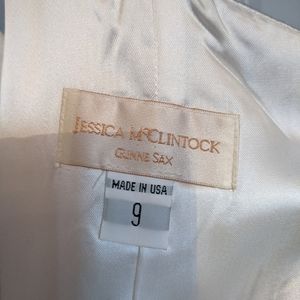 JESSICA McCLINTOCK
GUNNE SAX
MADE IN USA
9